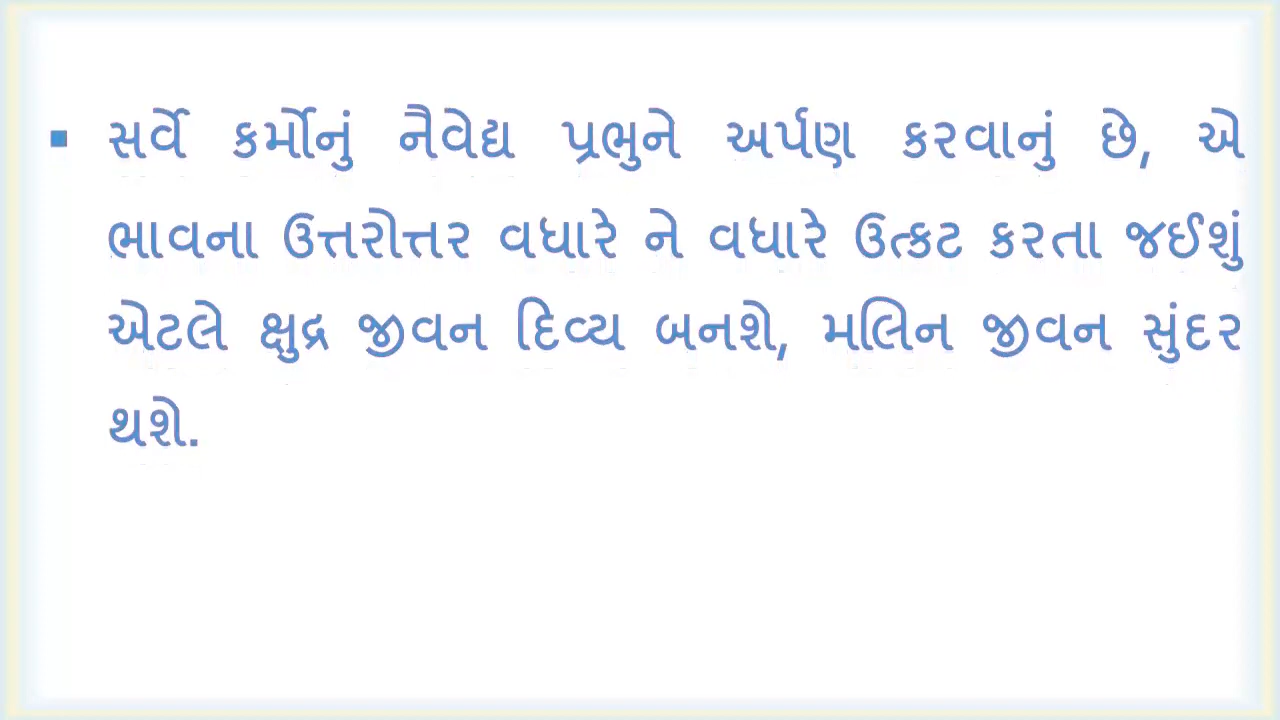 ▪ સર્વે કર્મોનું નૈવેદ્ય પ્રભુને અર્પણ કરવાનું છે, એ
ભાવના ઉત્તરોત્તર વધારે ને વધારે ઉત્કટ કરતા જઈશું
એટલે ક્ષુદ્ર જીવન દિવ્ય બનશે, મલિન જીવન સુંદર
થશે.